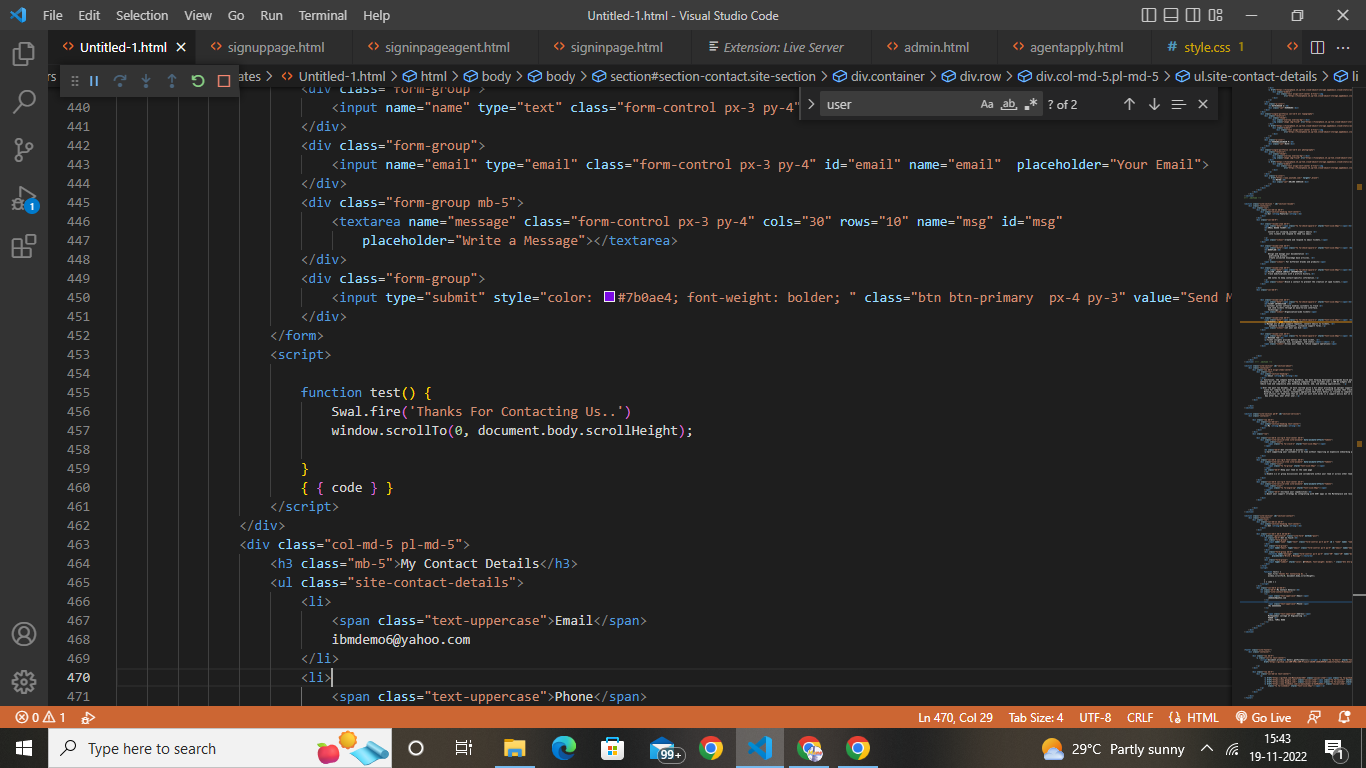 File Edit Selection View Go Run Terminal Help Untitled-1.html - Visual Studio Code
Untitled-1.html signuppage.html signinpageagent.html signinpage.html Extension: Live Server admin.html agentapply.html style.css 1
ates > Untitled-1.html > html > body > body > section#section-contact.site-section > div.container > div.row > div.col-md-5.pl-md-5 > ul.site-contact-details > li
user Aa ab ? of 2
<div class="form-group">
440 <input name="name" type="text" class="form-control px-3 py-4"
441 </div>
442 <div class="form-group">
443 <input name="email" type="email" class="form-control px-3 py-4" id="email" name="email"  placeholder="Your Email">
444 </div>
445 <div class="form-group mb-5">
446 <textarea name="message" class="form-control px-3 py-4" cols="30" rows="10" name="msg" id="msg"
447 placeholder="Write a Message"></textarea>
448 </div>
449 <div class="form-group">
450 <input type="submit" style="color: #7b0ae4; font-weight: bolder; " class="btn btn-primary  px-4 py-3" value="Send M
451 </div>
452 </form>
453 <script>
454
455 function test() {
456 Swal.fire('Thanks For Contacting Us..')
457 window.scrollTo(0, document.body.scrollHeight);
458
459 }
460 { { code } }
461 </script>
462 </div>
463 <div class="col-md-5 pl-md-5">
464 <h3 class="mb-5">My Contact Details</h3>
465 <ul class="site-contact-details">
466 <li>
467 <span class="text-uppercase">Email</span>
468 ibmdemo6@yahoo.com
469 </li>
470 <li>
471 <span class="text-uppercase">Phone</span>
1
0 1 Ln 470, Col 29 Tab Size: 4 UTF-8 CRLF HTML Go Live
Type here to search 99+ 29°C Partly sunny 15:43
19-11-2022 1